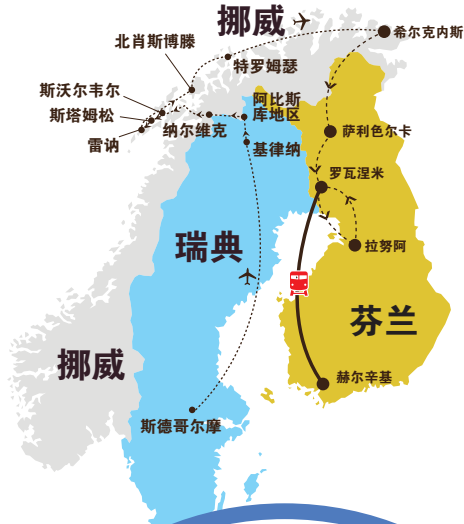 挪威
希尔克内斯
北肖斯博滕
特罗姆瑟
斯沃尔韦尔
阿比斯
库地区
斯塔姆松
萨利色尔卡
纳尔维克
雷讷
基律纳
罗瓦涅米
瑞典
拉努阿
芬兰
挪威
赫尔辛基
斯德哥尔摩